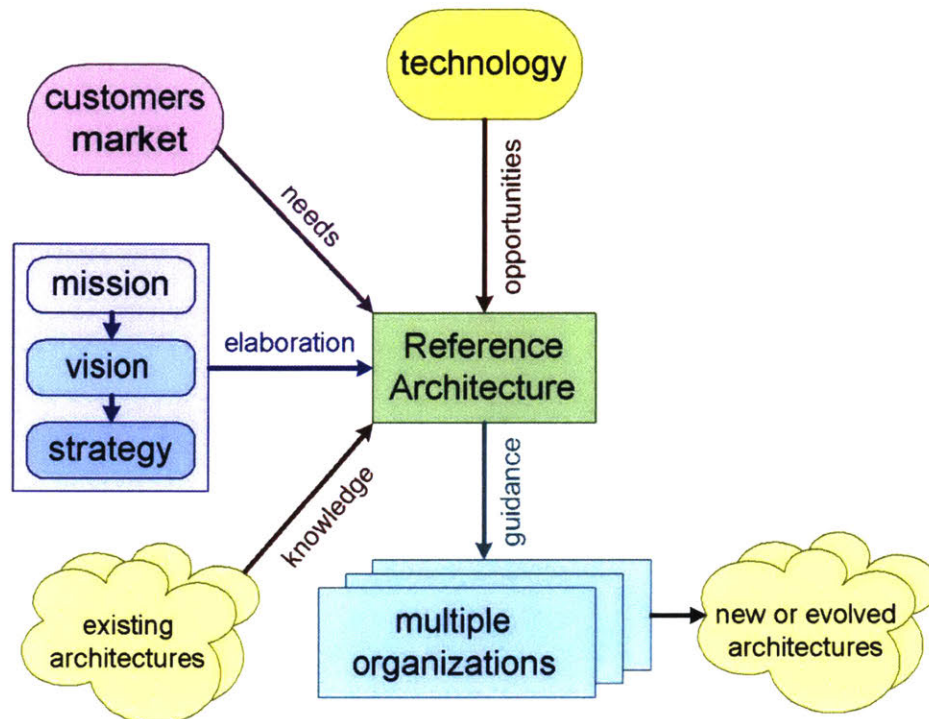 technology
customers
market
needs
opportunities
mission
vision
strategy
elaboration
Reference
Architecture
knowledge
guidance
existing
architectures
multiple
organizations
new or evolved
architectures